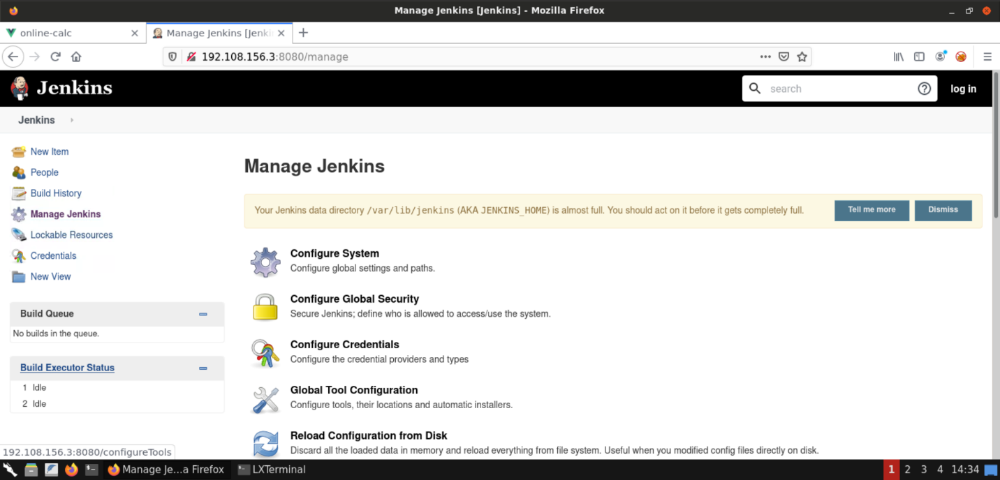 Manage Jenkins [Jenkins] - Mozilla Firefox
online-calc
Manage Jenkins [Jenki
192.108.156.3:8080/manage
Jenkins
search
log in
Jenkins
New Item
People
Build History
Manage Jenkins
Lockable Resources
Credentials
New View
Build Queue
No builds in the queue.
Build Executor Status
1 Idle
2 Idle
Manage Jenkins
Your Jenkins data directory /var/lib/jenkins (AKA JENKINS_HOME) is almost full. You should act on it before it gets completely full.
Tell me more
Dismiss
Configure System
Configure global settings and paths.
Configure Global Security
Secure Jenkins; define who is allowed to access/use the system.
Configure Credentials
Configure the credential providers and types
Global Tool Configuration
Configure tools, their locations and automatic installers.
Reload Configuration from Disk
Discard all the loaded data in memory and reload everything from file system. Useful when you modified config files directly on disk.
192.108.156.3:8080/configureTools
Manage Je...a Firefox
LXTerminal
1 2 3 4 14:34